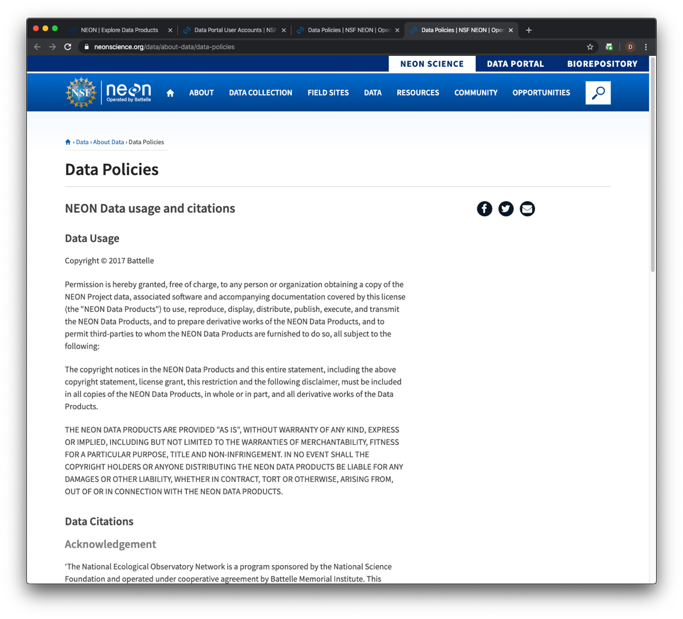 NEON | Explore Data Products
Data Portal User Accounts | NSF
Data Policies | NSF NEON | Ope
Data Policies | NSF NEON | Ope
neonscience.org/data/about-data/data-policies
D
NEON SCIENCE
DATA PORTAL
BIOREPOSITORY
NSF
neon
Operated by Battelle
ABOUT
DATA COLLECTION
FIELD SITES
DATA
RESOURCES
COMMUNITY
OPPORTUNITIES
› Data › About Data › Data Policies
Data Policies
NEON Data usage and citations
Data Usage
Copyright © 2017 Battelle
Permission is hereby granted, free of charge, to any person or organization obtaining a copy of the
NEON Project data, associated software and accompanying documentation covered by this license
(the "NEON Data Products") to use, reproduce, display, distribute, publish, execute, and transmit
the NEON Data Products, and to prepare derivative works of the NEON Data Products, and to
permit third-parties to whom the NEON Data Products are furnished to do so, all subject to the
following:
The copyright notices in the NEON Data Products and this entire statement, including the above
copyright statement, license grant, this restriction and the following disclaimer, must be included
in all copies of the NEON Data Products, in whole or in part, and all derivative works of the Data
Products.
THE NEON DATA PRODUCTS ARE PROVIDED "AS IS", WITHOUT WARRANTY OF ANY KIND, EXPRESS
OR IMPLIED, INCLUDING BUT NOT LIMITED TO THE WARRANTIES OF MERCHANTABILITY, FITNESS
FOR A PARTICULAR PURPOSE, TITLE AND NON-INFRINGEMENT. IN NO EVENT SHALL THE
COPYRIGHT HOLDERS OR ANYONE DISTRIBUTING THE NEON DATA PRODUCTS BE LIABLE FOR ANY
DAMAGES OR OTHER LIABILITY, WHETHER IN CONTRACT, TORT OR OTHERWISE, ARISING FROM,
OUT OF OR IN CONNECTION WITH THE NEON DATA PRODUCTS.
Data Citations
Acknowledgement
'The National Ecological Observatory Network is a program sponsored by the National Science
Foundation and operated under cooperative agreement by Battelle Memorial Institute. This